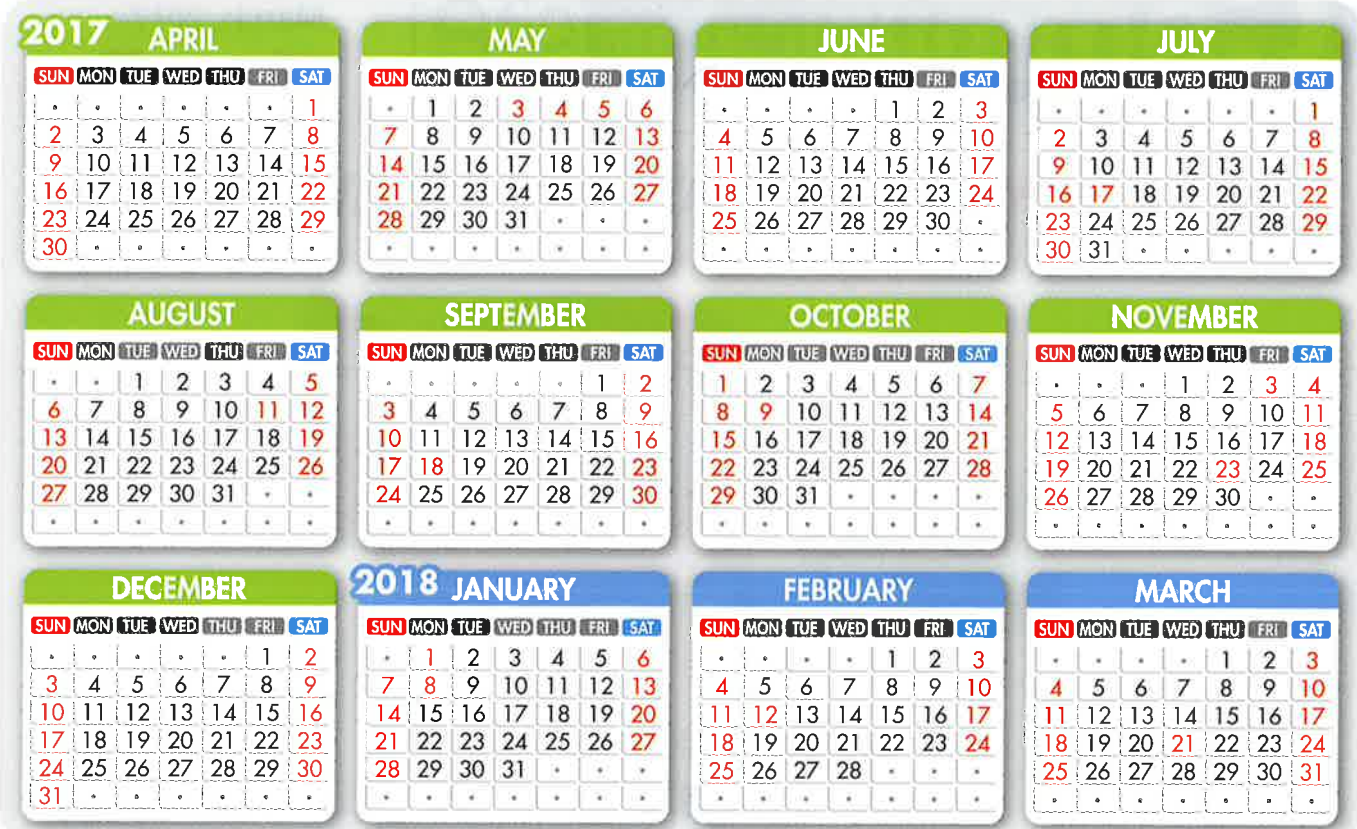 2017 APRIL
SUN MON TUE WED THU FRI SAT
1
2 3 4 5 6 7 8
9 10 11 12 13 14 15
16 17 18 19 20 21 22
23 24 25 26 27 28 29
30
MAY
SUN MON TUE WED THU FRI SAT
1 2 3 4 5 6
7 8 9 10 11 12 13
14 15 16 17 18 19 20
21 22 23 24 25 26 27
28 29 30 31
JUNE
SUN MON TUE WED THU FRI SAT
1 2 3
4 5 6 7 8 9 10
11 12 13 14 15 16 17
18 19 20 21 22 23 24
25 26 27 28 29 30
JULY
SUN MON TUE WED THU FRI SAT
1
2 3 4 5 6 7 8
9 10 11 12 13 14 15
16 17 18 19 20 21 22
23 24 25 26 27 28 29
30 31
AUGUST
SUN MON TUE WED THU FRI SAT
1 2 3 4 5
6 7 8 9 10 11 12
13 14 15 16 17 18 19
20 21 22 23 24 25 26
27 28 29 30 31
SEPTEMBER
SUN MON TUE WED THU FRI SAT
1 2
3 4 5 6 7 8 9
10 11 12 13 14 15 16
17 18 19 20 21 22 23
24 25 26 27 28 29 30
OCTOBER
SUN MON TUE WED THU FRI SAT
1 2 3 4 5 6 7
8 9 10 11 12 13 14
15 16 17 18 19 20 21
22 23 24 25 26 27 28
29 30 31
NOVEMBER
SUN MON TUE WED THU FRI SAT
1 2 3 4
5 6 7 8 9 10 11
12 13 14 15 16 17 18
19 20 21 22 23 24 25
26 27 28 29 30
DECEMBER
SUN MON TUE WED THU FRI SAT
1 2
3 4 5 6 7 8 9
10 11 12 13 14 15 16
17 18 19 20 21 22 23
24 25 26 27 28 29 30
31
2018 JANUARY
SUN MON TUE WED THU FRI SAT
1 2 3 4 5 6
7 8 9 10 11 12 13
14 15 16 17 18 19 20
21 22 23 24 25 26 27
28 29 30 31
FEBRUARY
SUN MON TUE WED THU FRI SAT
1 2 3
4 5 6 7 8 9 10
11 12 13 14 15 16 17
18 19 20 21 22 23 24
25 26 27 28
MARCH
SUN MON TUE WED THU FRI SAT
1 2 3
4 5 6 7 8 9 10
11 12 13 14 15 16 17
18 19 20 21 22 23 24
25 26 27 28 29 30 31